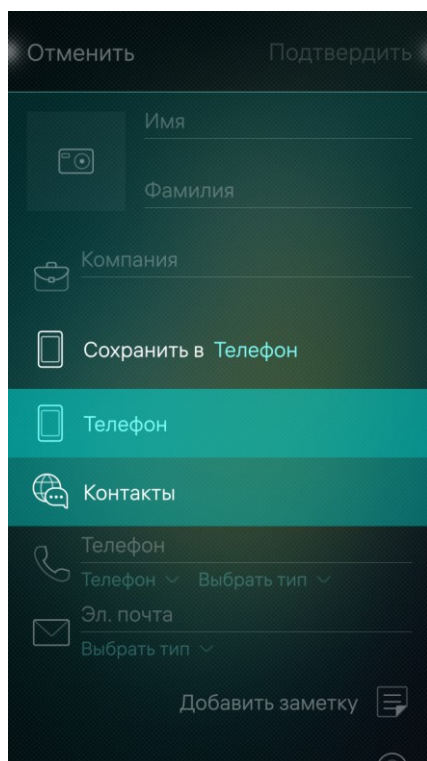 Отменить Подтвердить
Имя
Фамилия
Компания
Сохранить в Телефон
Телефон
Контакты
Телефон
Телефон Выбрать тип
Эл. почта
Выбрать тип
Добавить заметку